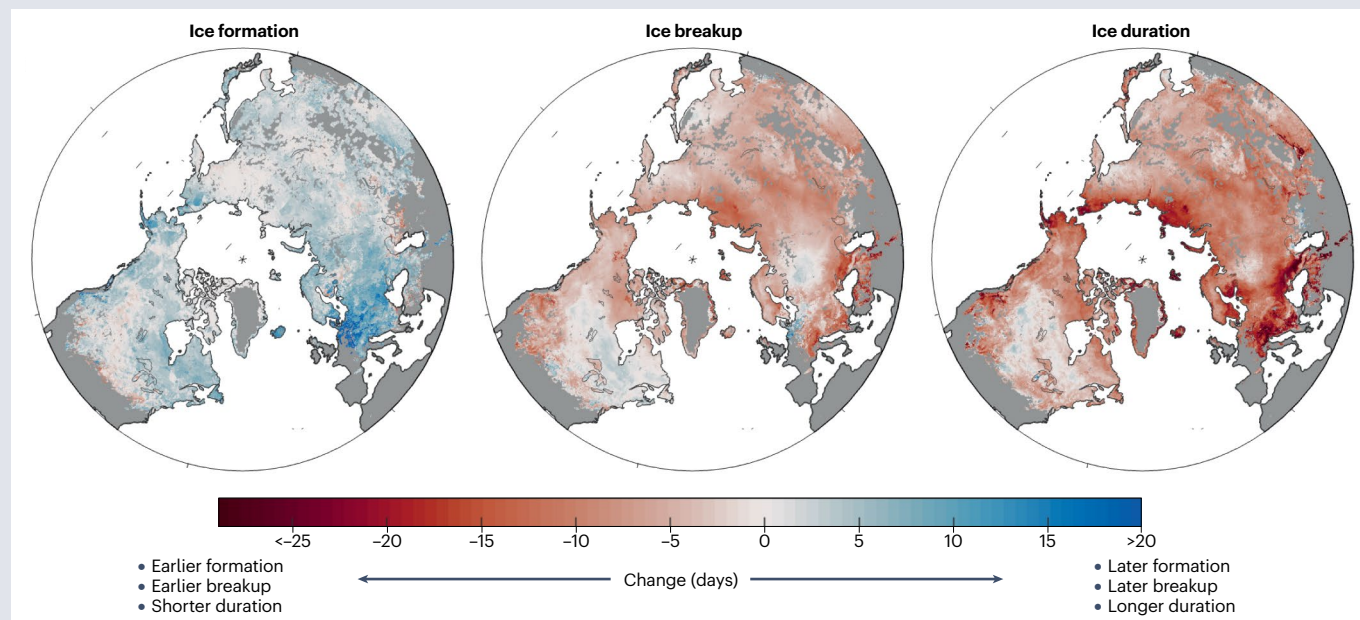 Ice formation
Ice breakup
Ice duration
<–25
–20
–15
–10
–5
0
5
10
15
>20
• Earlier formation
• Earlier breakup
• Shorter duration
Change (days)
• Later formation
• Later breakup
• Longer duration